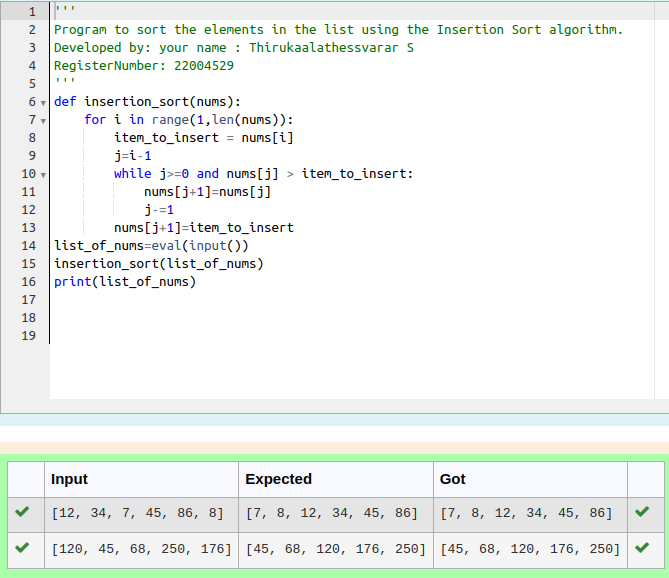 1 '''
2 Program to sort the elements in the list using the Insertion Sort algorithm.
3 Developed by: your name : Thirukaalathessvarar S
4 RegisterNumber: 22004529
5 '''
6 def insertion_sort(nums):
7     for i in range(1,len(nums)):
8         item_to_insert = nums[i]
9         j=i-1
10         while j>=0 and nums[j] > item_to_insert:
11             nums[j+1]=nums[j]
12             j-=1
13         nums[j+1]=item_to_insert
14 list_of_nums=eval(input())
15 insertion_sort(list_of_nums)
16 print(list_of_nums)
17
18
19
Input Expected Got
[12, 34, 7, 45, 86, 8] [7, 8, 12, 34, 45, 86] [7, 8, 12, 34, 45, 86]
[120, 45, 68, 250, 176] [45, 68, 120, 176, 250] [45, 68, 120, 176, 250]